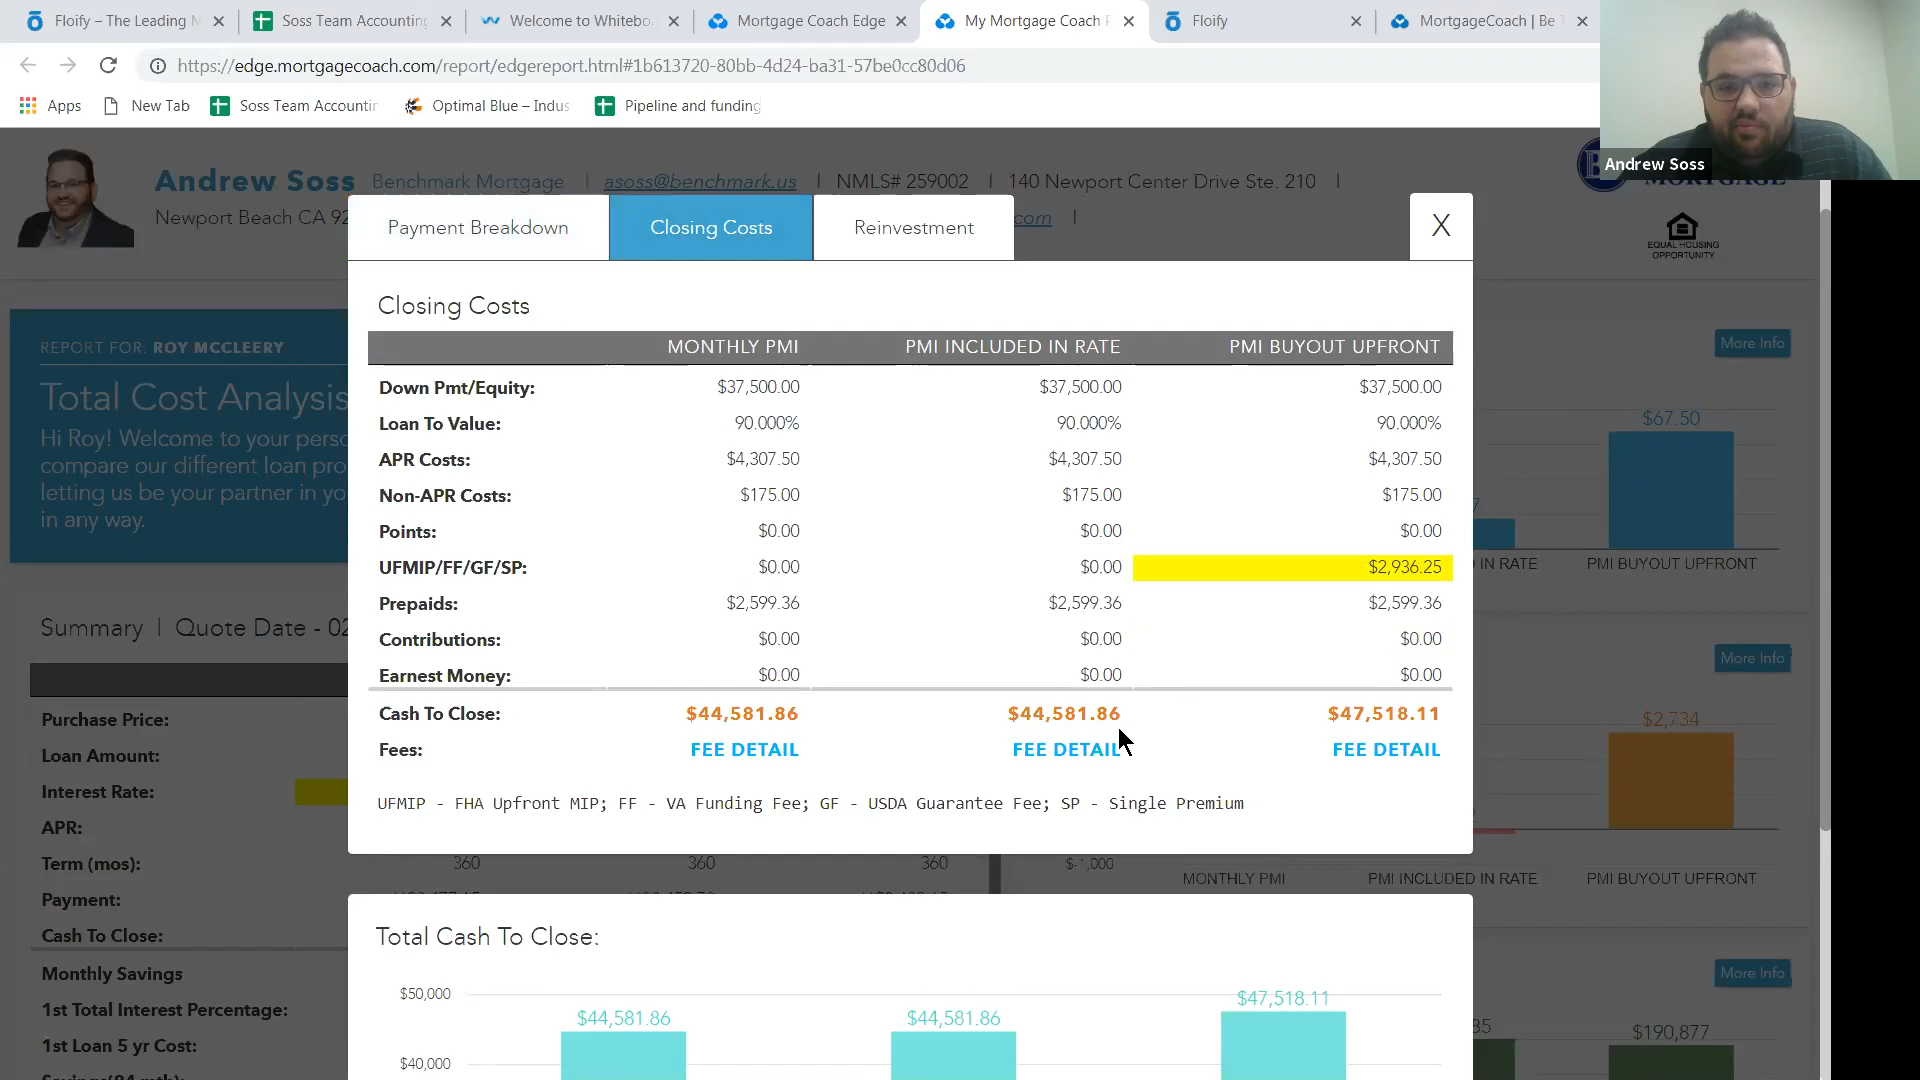 Floify – The Leading M
Soss Team Accounting
Welcome to Whitebo
Mortgage Coach Edge
My Mortgage Coach P
Floify
MortgageCoach | Be T
https://edge.mortgagecoach.com/report/edgereport.html#1b613720-80bb-4d24-ba31-57be0cc80d06
Apps
New Tab
Soss Team Accountin
Optimal Blue – Indus
Pipeline and funding
Andrew Soss
Andrew Soss Benchmark Mortgage | asoss@benchmark.us | NMLS# 259002 | 140 Newport Center Drive Ste. 210 |
Newport Beach CA 92
com |
MORTGAGE
EQUAL HOUSING
OPPORTUNITY
Payment Breakdown
Closing Costs
Reinvestment
X
REPORT FOR: ROY MCCLEERY
Total Cost Analysis
Hi Roy! Welcome to your perso
compare our different loan pro
letting us be your partner in yo
in any way.
Closing Costs
MONTHLY PMI PMI INCLUDED IN RATE PMI BUYOUT UPFRONT
Down Pmt/Equity: $37,500.00 $37,500.00 $37,500.00
Loan To Value: 90.000% 90.000% 90.000%
APR Costs: $4,307.50 $4,307.50 $4,307.50
Non-APR Costs: $175.00 $175.00 $175.00
Points: $0.00 $0.00 $0.00
UFMIP/FF/GF/SP: $0.00 $0.00 $2,936.25
Prepaids: $2,599.36 $2,599.36 $2,599.36
Contributions: $0.00 $0.00 $0.00
Earnest Money: $0.00 $0.00 $0.00
Cash To Close: $44,581.86 $44,581.86 $47,518.11
Fees: FEE DETAIL FEE DETAIL FEE DETAIL
UFMIP - FHA Upfront MIP; FF - VA Funding Fee; GF - USDA Guarantee Fee; SP - Single Premium
More Info
$67.50
IN RATE PMI BUYOUT UPFRONT
Summary | Quote Date - 02
Purchase Price:
Loan Amount:
Interest Rate:
APR:
Term (mos): 360 360 360
Payment:
Cash To Close:
Monthly Savings
1st Total Interest Percentage:
1st Loan 5 yr Cost:
More Info
$2,734
$-1,000
MONTHLY PMI PMI INCLUDED IN RATE PMI BUYOUT UPFRONT
More Info
$190,877
Total Cash To Close:
$50,000
$44,581.86 $44,581.86 $47,518.11
$40,000